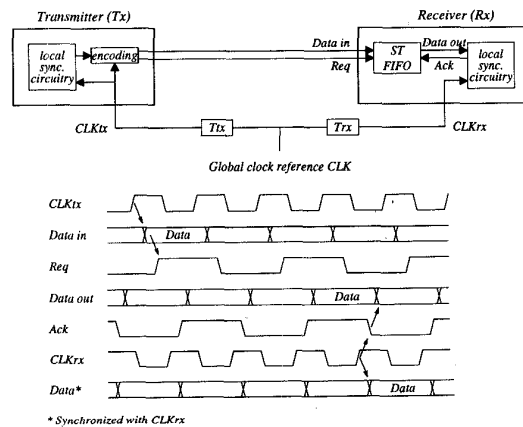 Transmitter (Tx)
Receiver (Rx)
local
sync.
circuitry
encoding
Data in
Req
ST
FIFO
Data out
Ack
local
sync.
circuitry
CLKtx
Ttx
Trx
CLKrx
Global clock reference CLK
CLKtx
Data in
Data
Req
Data out
Data
Ack
CLKrx
Data*
Data
* Synchronized with CLKrx